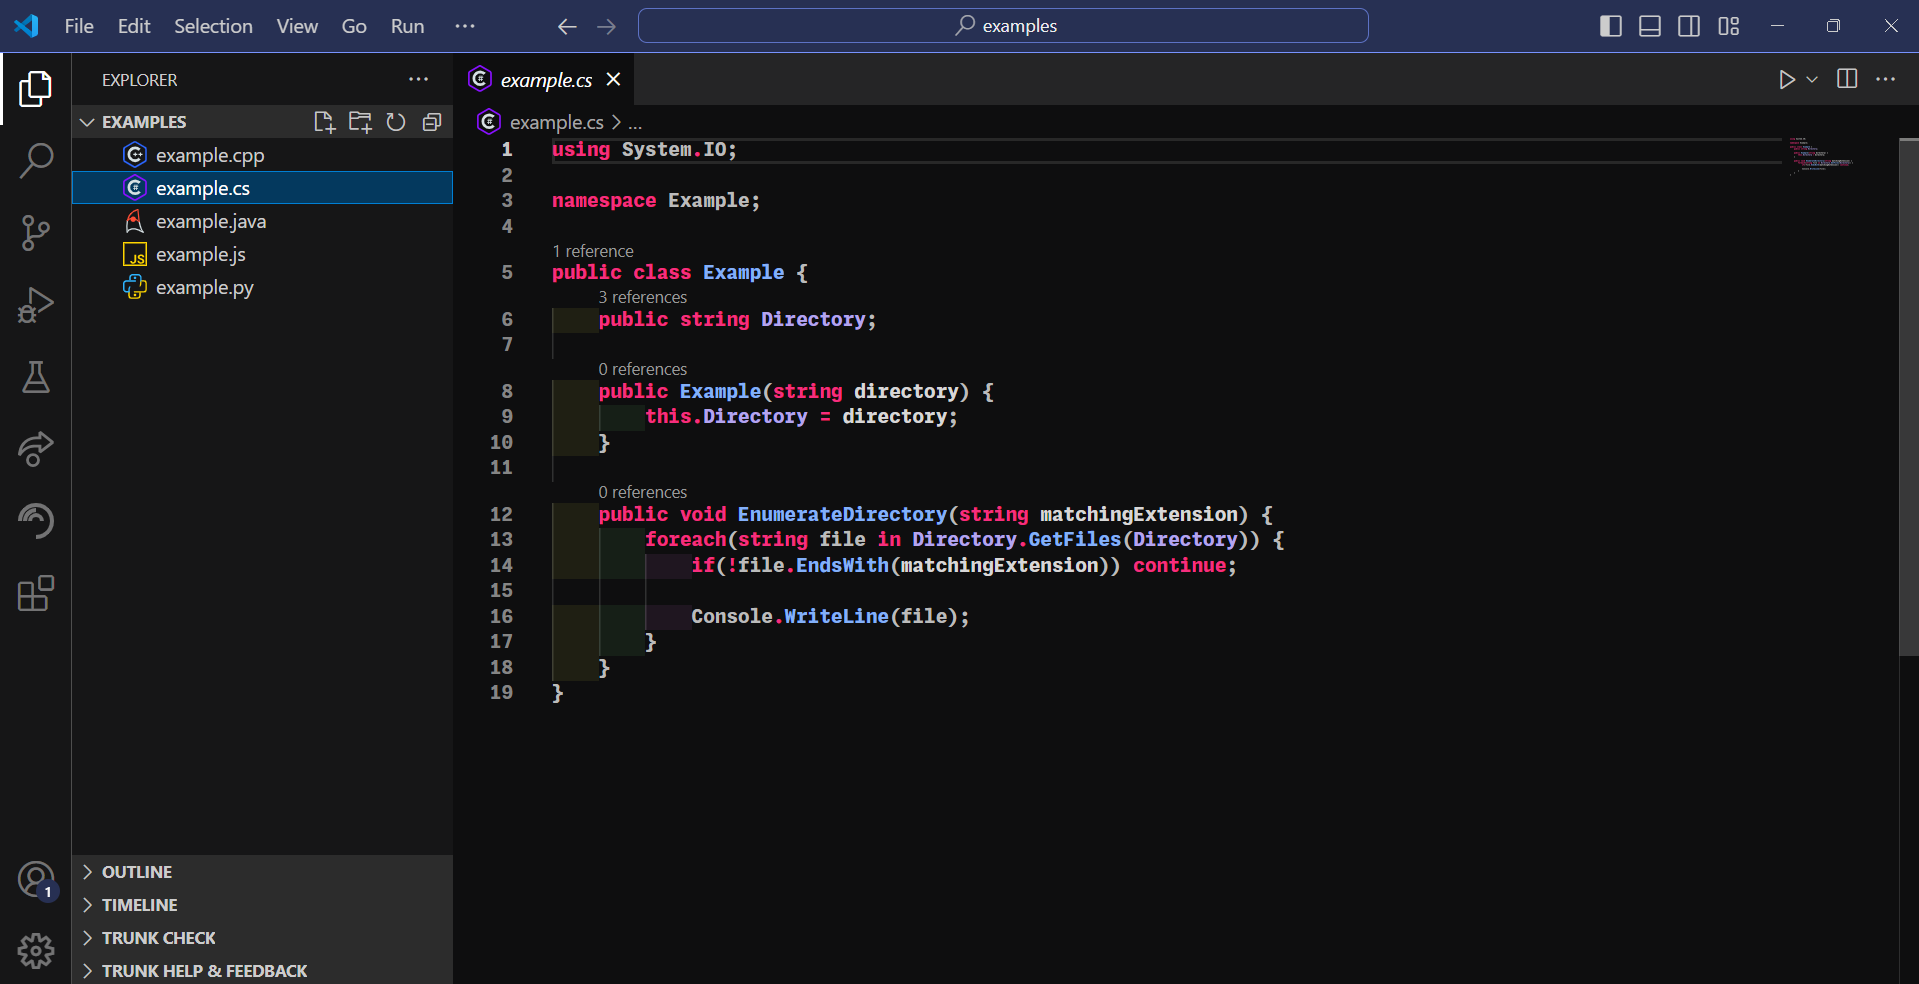 File Edit Selection View Go Run
examples
EXPLORER
EXAMPLES
example.cpp
example.cs
example.java
example.js
example.py
OUTLINE
TIMELINE
TRUNK CHECK
TRUNK HELP & FEEDBACK
1
example.cs
example.cs > ...
1 using System.IO;
2
3 namespace Example;
4
1 reference
5 public class Example {
3 references
6 public string Directory;
7
0 references
8 public Example(string directory) {
9 this.Directory = directory;
10 }
11
0 references
12 public void EnumerateDirectory(string matchingExtension) {
13 foreach(string file in Directory.GetFiles(Directory)) {
14 if(!file.EndsWith(matchingExtension)) continue;
15
16 Console.WriteLine(file);
17 }
18 }
19 }